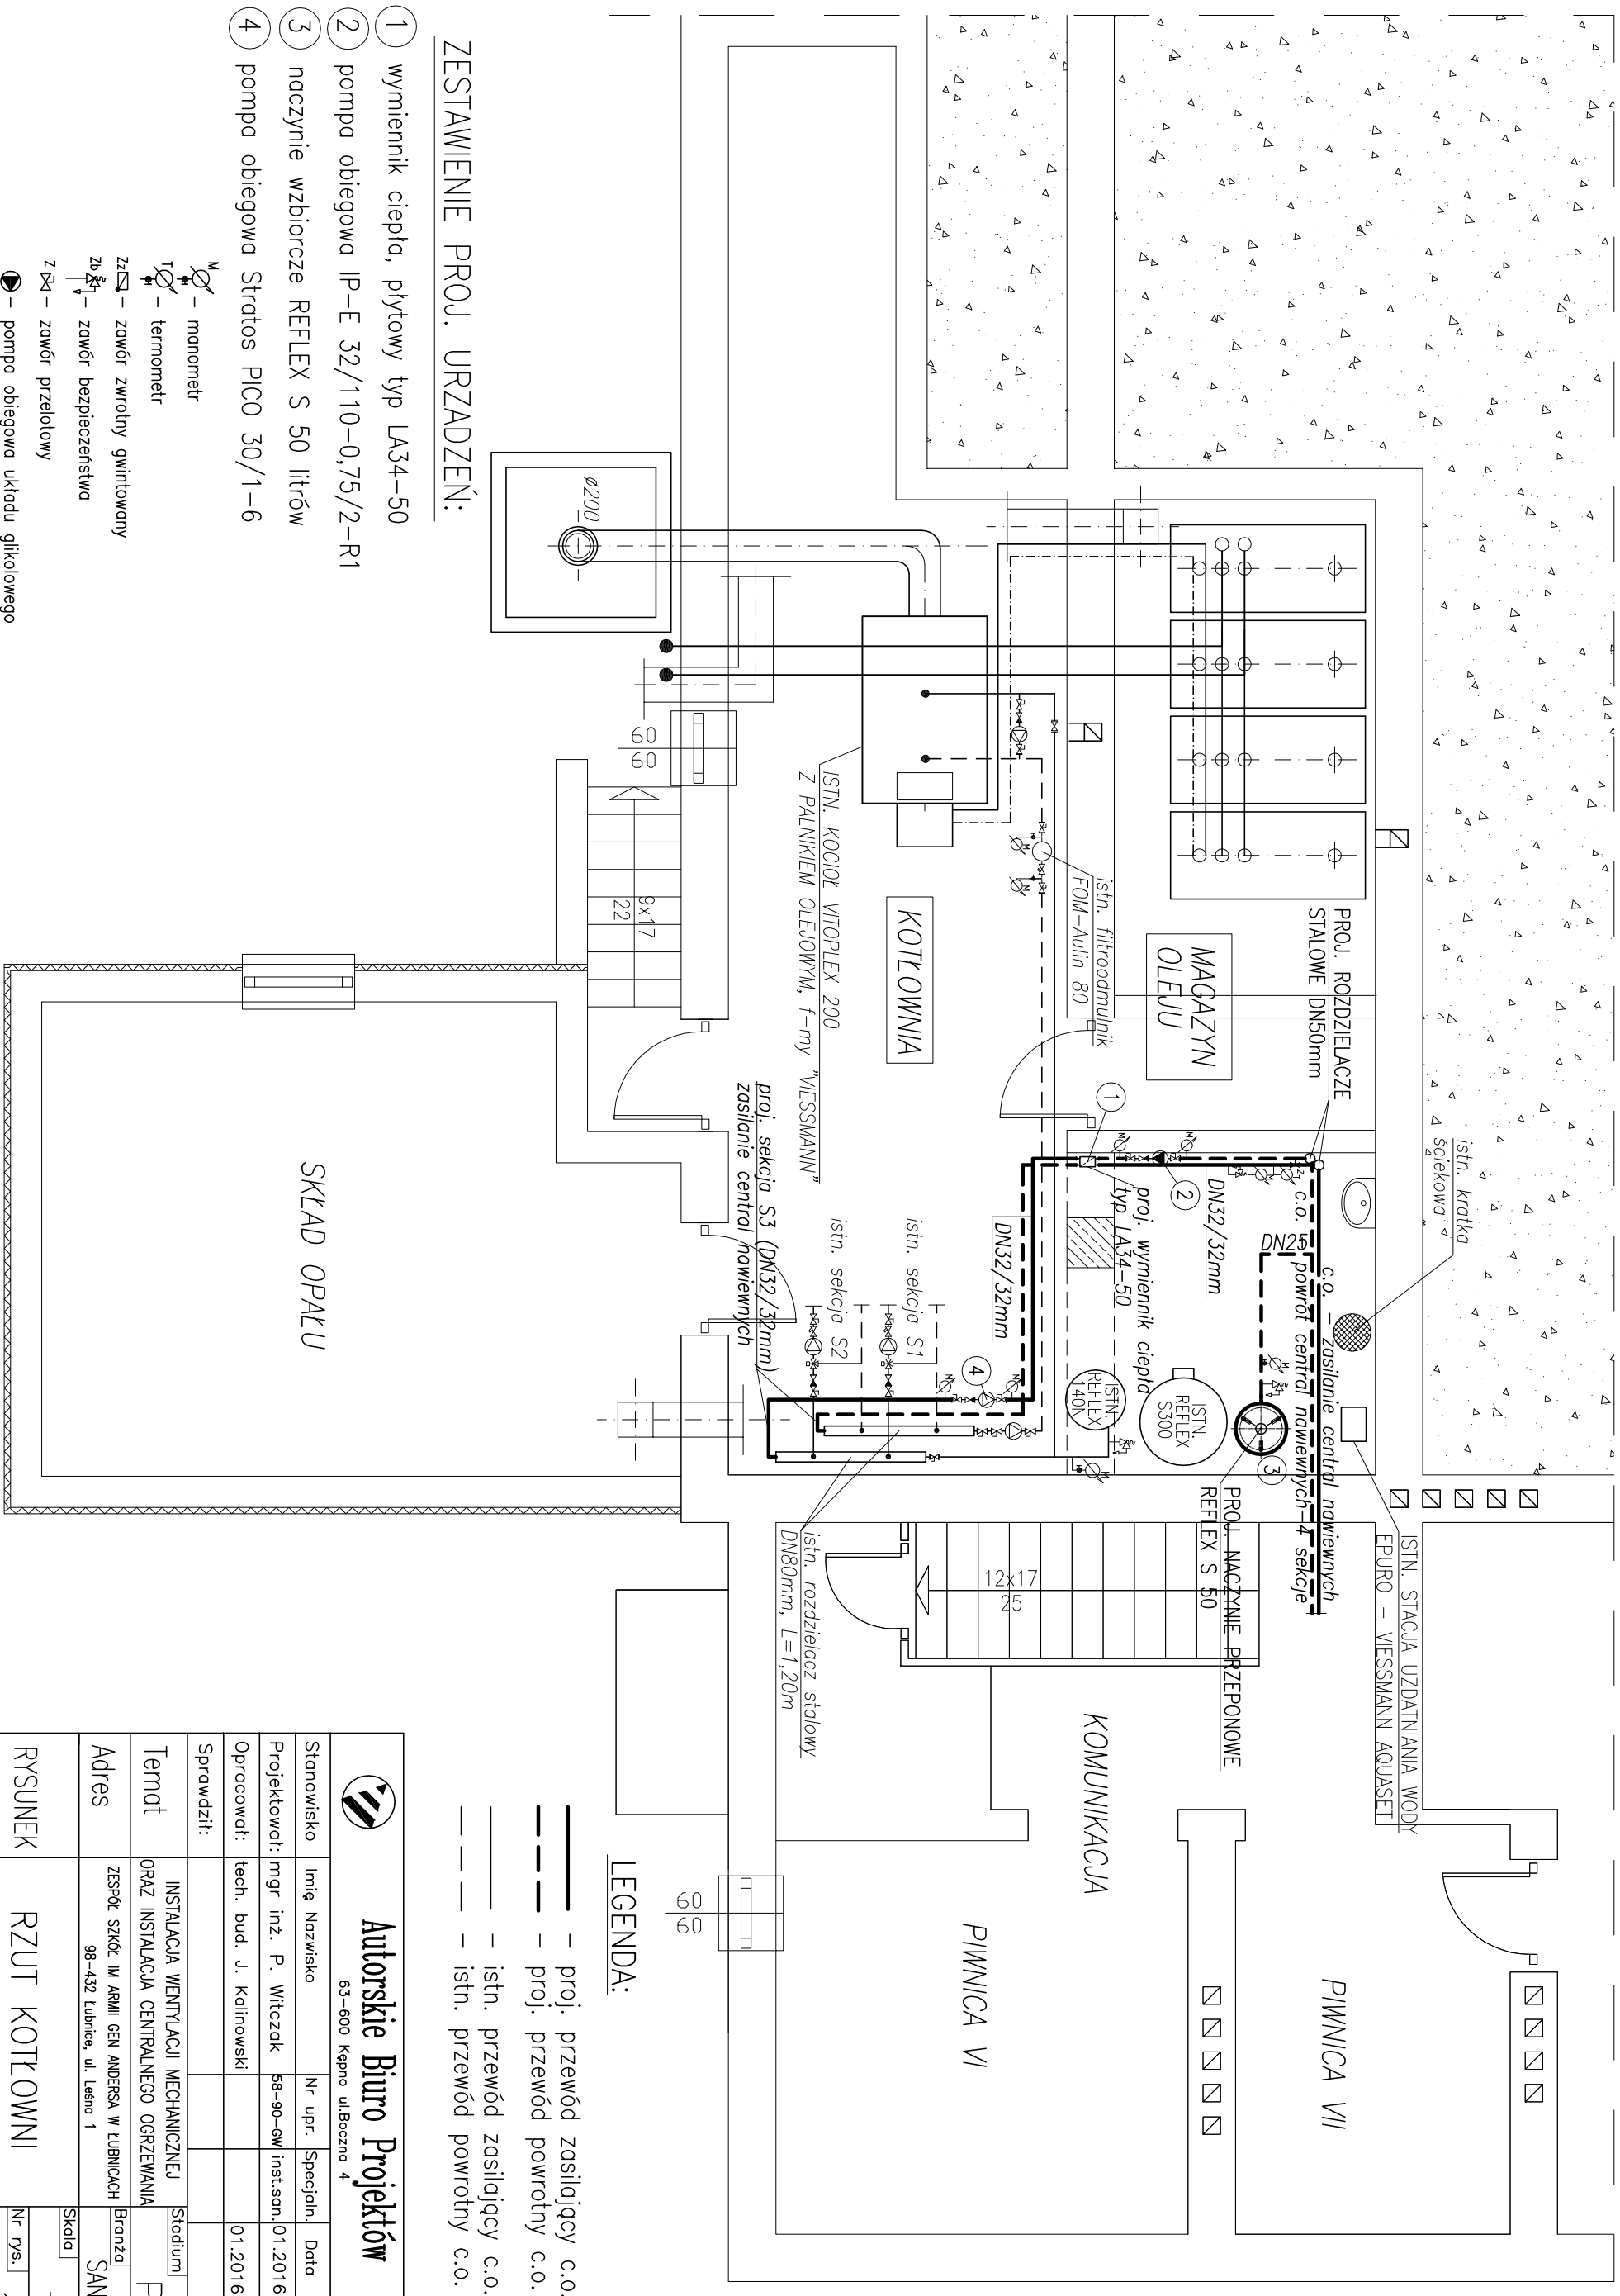 PROJ. ROZDZIELACZE
STALOWE DN50mm
istn. kratka
ściekowa
MAGAZYN
OLEJU
istn. filtroodmulnik
FOM-Aulin 80
KOTŁOWNIA
ISTN. KOCIOŁ VITOPLEX 200
Z PALNIKIEM OLEJOWYM, f-my "VIESSMANN"
ø200
60
60
9x17
22
1
2
DN32/32mm
proj. wymiennik ciepła
typ LA34-50
DN32/32mm
c.o.
DN25
c.o. - zasilanie central nawiewnych
powrót central nawiewnych-4 sekcje
ISTN.
REFLEX
S300
ISTN.
REFLEX
140N
3
4
istn. sekcja S1
istn. sekcja S2
proj. sekcja S3 (DN32/32mm)
zasilanie central nawiewnych
SKŁAD OPAŁU
ISTN. STACJA UZDATNIANIA WODY
EPURO - VIESSMANN AQUASET
PROJ. NACZYNIE PRZEPONOWE
REFLEX S 50
12x17
25
istn. rozdzielacz stalowy
DN80mm, L=1,20m
KOMUNIKACJA
PIWNICA VI
PIWNICA VII
60
60
ZESTAWIENIE PROJ. URZADZEŃ:
1 wymiennik ciepła, płytowy typ LA34-50
2 pompa obiegowa IP-E 32/110-0,75/2-R1
3 naczynie wzbiorcze REFLEX S 50 litrów
4 pompa obiegowa Stratos PICO 30/1-6
M - manometr
T - termometr
Zz - zawór zwrotny gwintowany
Zb - zawór bezpieczeństwa
Z - zawór przelotowy
- pompa obiegowa układu glikolowego
LEGENDA:
- proj. przewód zasilający c.o.
- proj. przewód powrotny c.o.
- istn. przewód zasilający c.o.
- istn. przewód powrotny c.o.
Autorskie Biuro Projektów
63-600 Kępno ul.Boczna 4
Stanowisko Imię Nazwisko Nr upr. Specjaln. Data
Projektował: mgr inż. P. Witczak 58-90-GW inst.san. 01.2016
Opracował: tech. bud. J. Kalinowski 01.2016
Sprawdził:
Temat INSTALACJA WENTYLACJI MECHANICZNEJ
ORAZ INSTALACJA CENTRALNEGO OGRZEWANIA
Stadium
Adres ZESPÓŁ SZKÓŁ IM ARMII GEN ANDERSA W ŁUBNICACH
98-432 Łubnice, ul. Leśna 1
Branża
SAN
RYSUNEK RZUT KOTŁOWNI
Skala
Nr rys.